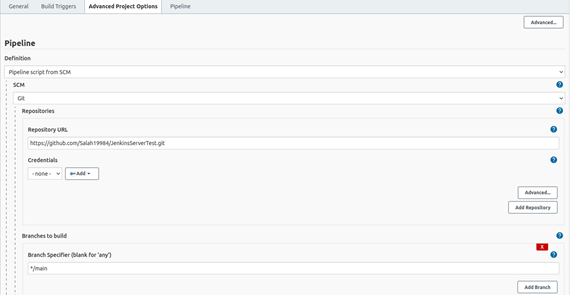 General Build Triggers Advanced Project Options Pipeline
Advanced...
Pipeline
Definition
Pipeline script from SCM
SCM
?
Git
Repositories
?
Repository URL
?
https://github.com/Salah19984/JenkinsServerTest.git
Credentials
?
- none - Add
Advanced...
Add Repository
Branches to build
?
X
Branch Specifier (blank for 'any')
?
*/main
Add Branch